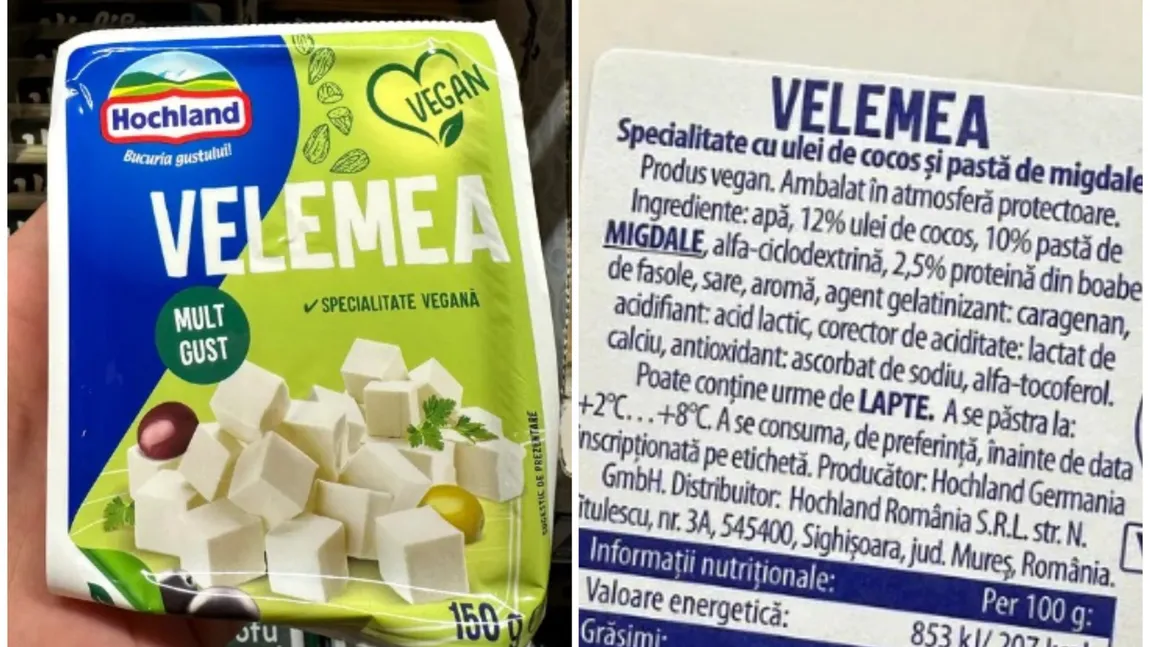 Hochland
Bucuria gustului!
VEGAN
VELEMEA
✓SPECIALITATE VEGANĂ
MULT
GUST
SUGESTIE DE PREZENTARE
150 g
VELEMEA
Specialitate cu ulei de cocos și pastă de migdale
Produs vegan. Ambalat în atmosferă protectoare.
Ingrediente: apă, 12% ulei de cocos, 10% pastă de
MIGDALE, alfa-ciclodextrină, 2,5% proteină din boabe
de fasole, sare, aromă, agent gelatinizant: caragenan,
acidifiant: acid lactic, corector de aciditate: lactat de
calciu, antioxidant: ascorbat de sodiu, alfa-tocoferol.
Poate conține urme de LAPTE. A se păstra la:
+2°C...+8°C. A se consuma, de preferință, înainte de data
nscripționată pe etichetă. Producător: Hochland Germania
GmbH. Distribuitor: Hochland România S.R.L. str. N.
itulescu, nr. 3A, 545400, Sighișoara, jud. Mureș, România.
Informații nutriționale: Per 100 g:
Valoare energetică: 853 kJ/ 207
Grăsimi: